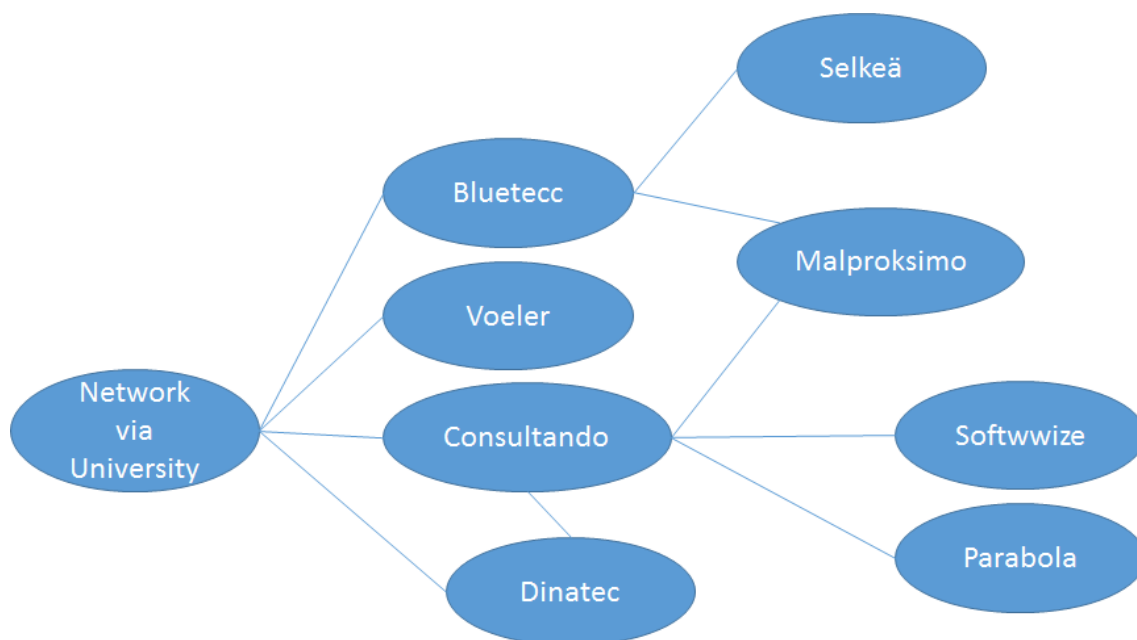 Selkeä
Bluetecc
Malproksimo
Voeler
Network
via
University
Consultando
Softwwize
Parabola
Dinatec